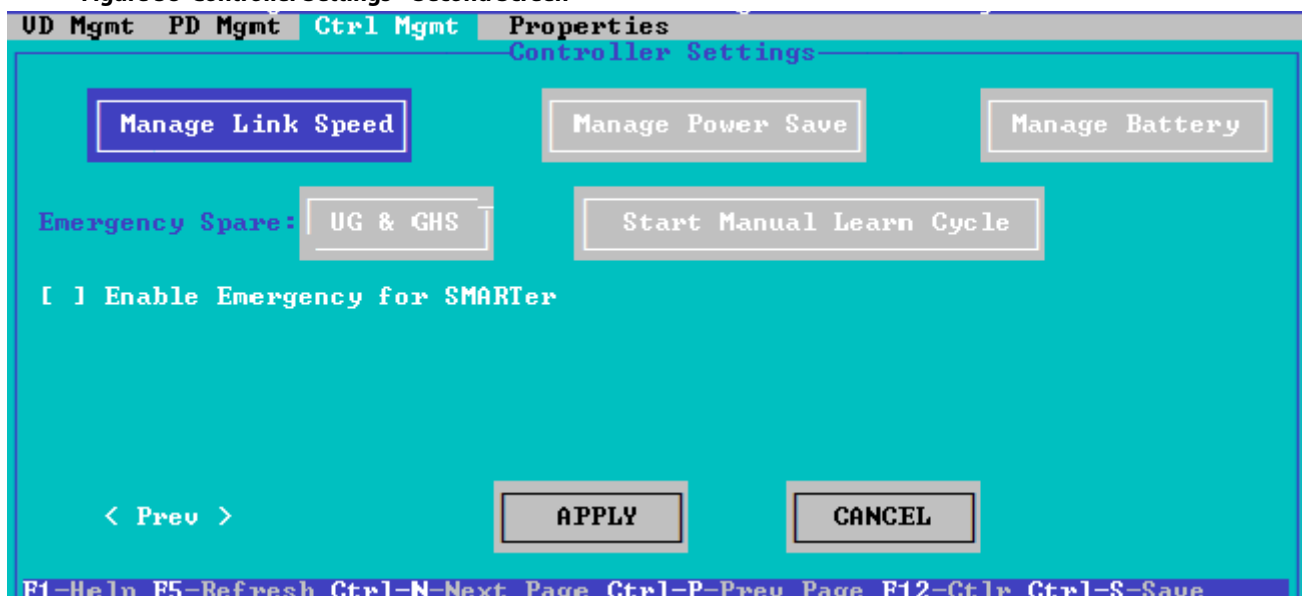 VD Mgmt PD Mgmt Ctrl Mgmt Properties
Controller Settings
Manage Link Speed Manage Power Save Manage Battery
Emergency Spare: UG & GHS Start Manual Learn Cycle
[ ] Enable Emergency for SMARTer
< Prev > APPLY CANCEL
F1-Help F5-Refresh Ctrl-N-Next Page Ctrl-P-Prev Page F12-Ctlr Ctrl-S-Save